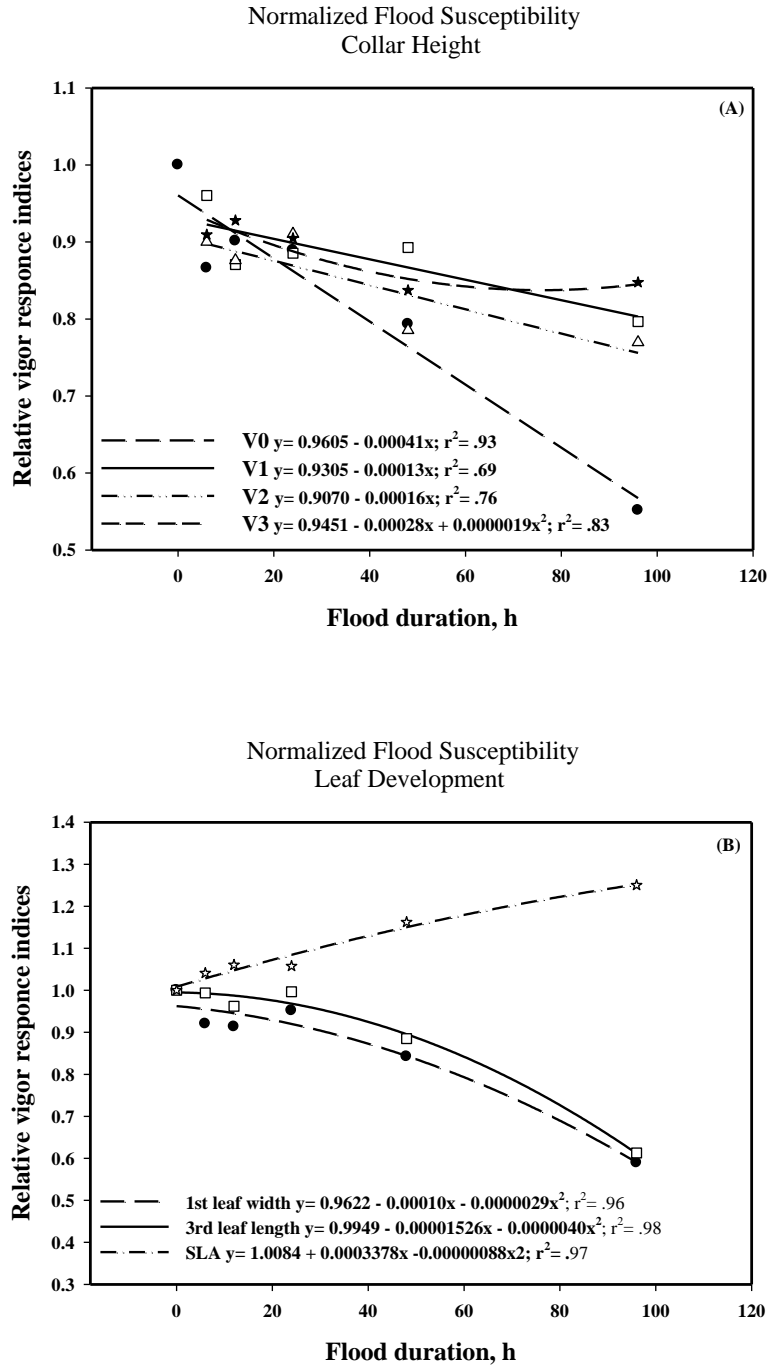 Normalized Flood Susceptibility
Collar Height
(A)
Relative vigor responce indices
1.1
1.0
0.9
0.8
0.7
0.6
0.5
V0 y= 0.9605 - 0.00041x; r²= .93
V1 y= 0.9305 - 0.00013x; r²= .69
V2 y= 0.9070 - 0.00016x; r²= .76
V3 y= 0.9451 - 0.00028x + 0.0000019x²; r²= .83
0 20 40 60 80 100 120
Flood duration, h
Normalized Flood Susceptibility
Leaf Development
(B)
Relative vigor responce indices
1.4
1.3
1.2
1.1
1.0
0.9
0.8
0.7
0.6
0.5
0.4
0.3
1st leaf width y= 0.9622 - 0.00010x - 0.0000029x²; r²= .96
3rd leaf length y= 0.9949 - 0.00001526x - 0.0000040x²; r²= .98
SLA y= 1.0084 + 0.0003378x -0.00000088x2; r²= .97
0 20 40 60 80 100 120
Flood duration, h